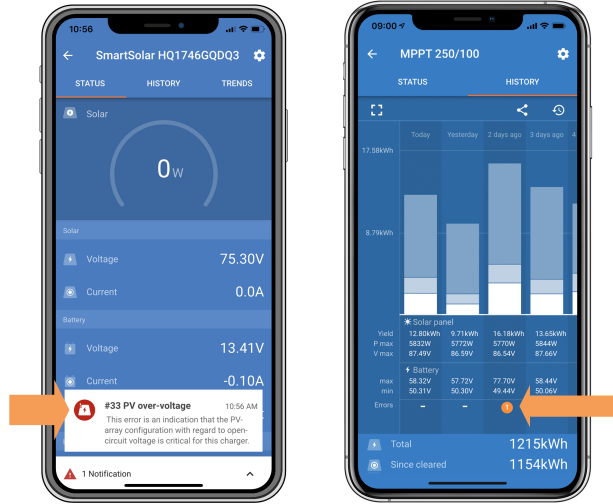 10:56
SmartSolar HQ1746GQDQ3
STATUS HISTORY TRENDS
Solar
0W
Solar
Voltage 75.30V
Current 0.0A
Battery
Voltage 13.41V
Current -0.10A
#33 PV over-voltage 10:56 AM
This error is an indication that the PV-
array configuration with regard to open-
circuit voltage is critical for this charger.
1 Notification
09:00
MPPT 250/100
STATUS HISTORY
Today Yesterday 2 days ago 3 days ago 4
17.58kWh
8.79kWh
Solar panel
Yield 12.80kWh 9.71kWh 16.18kWh 13.65kWh
P max 5832W 5772W 5770W 5844W
V max 87.49V 86.59V 86.54V 87.66V
Battery
max 58.32V 57.72V 77.70V 58.44V
min 50.31V 50.30V 49.44V 50.06V
Errors - - 1
Total 1215kWh
Since cleared 1154kWh